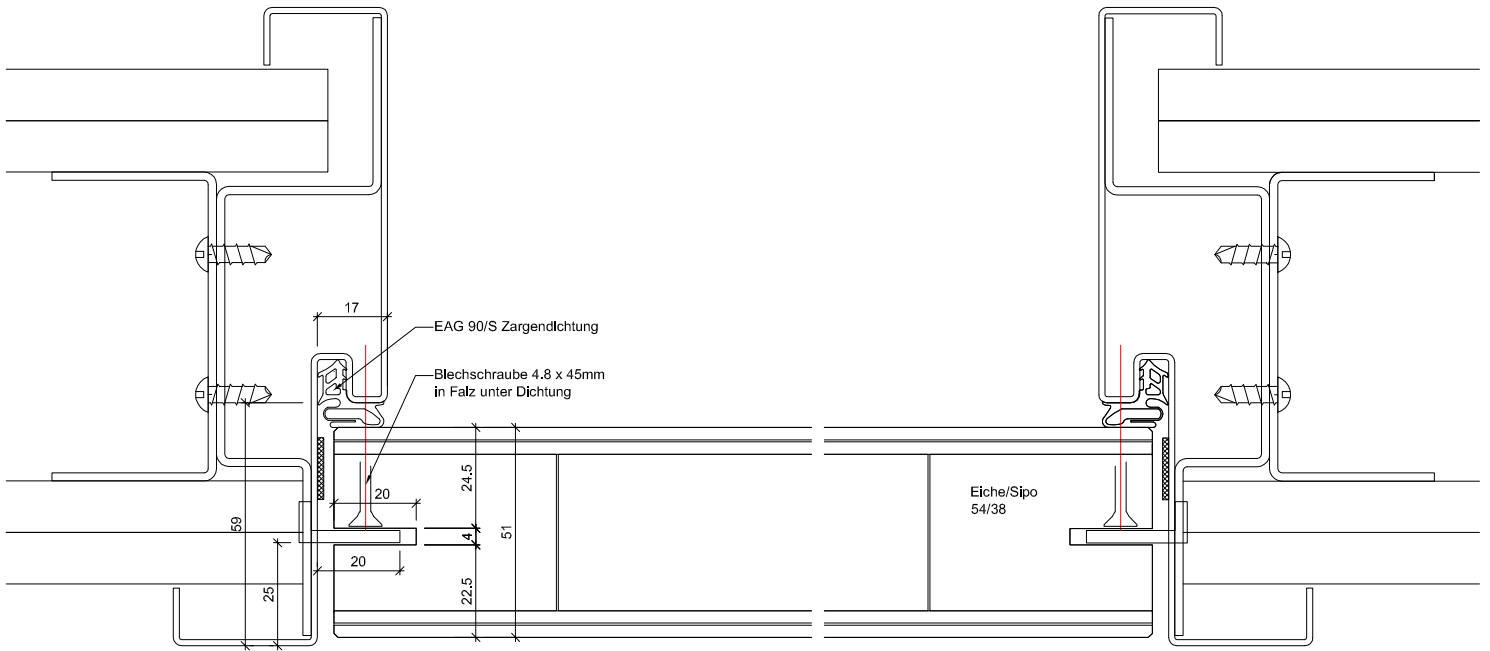 17
EAG 90/S Zargendichtung
Blechschraube 4.8 x 45mm
in Falz unter Dichtung
20
24.5
Eiche/Sipo
54/38
59
4
51
20
25
22.5